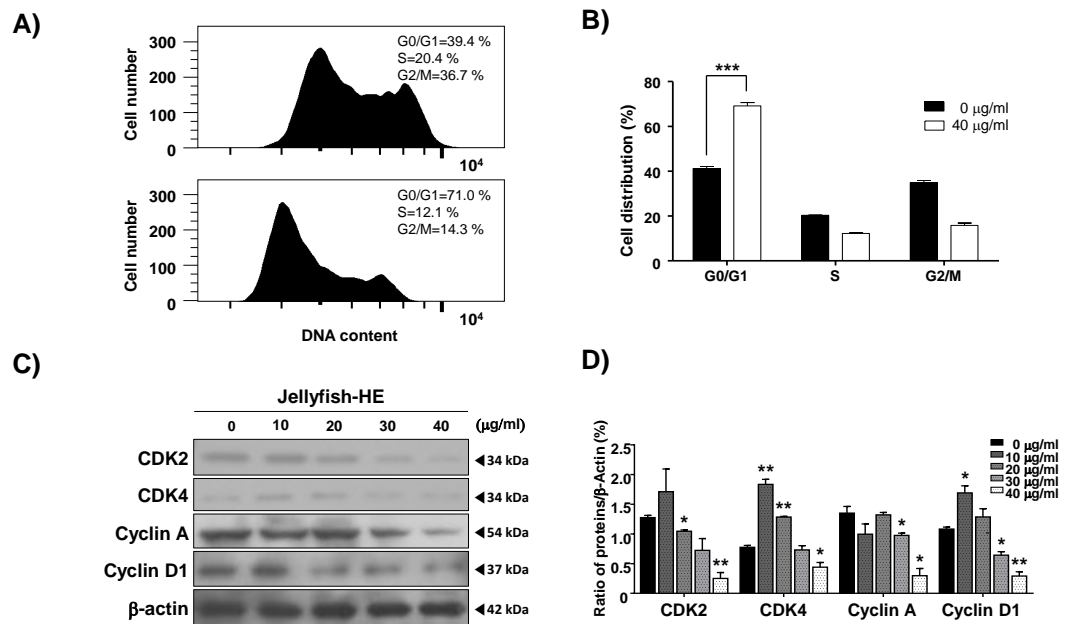 A)
Cell number
300
200
100
0
G0/G1=39.4 %
S=20.4 %
G2/M=36.7 %
10⁴
Cell number
300
200
100
0
G0/G1=71.0 %
S=12.1 %
G2/M=14.3 %
10⁴
DNA content
B)
Cell distribution (%)
80
60
40
20
0
***
0 µg/ml
40 µg/ml
G0/G1 S G2/M
C)
Jellyfish-HE
0 10 20 30 40 (µg/ml)
CDK2 34 kDa
CDK4 34 kDa
Cyclin A 54 kDa
Cyclin D1 37 kDa
β-actin 42 kDa
D)
Ratio of proteins/β-Actin (%)
2.5
2.0
1.5
1.0
0.5
0
* **
** ** *
* *
* * **
0 µg/ml
10 µg/ml
20 µg/ml
30 µg/ml
40 µg/ml
CDK2 CDK4 Cyclin A Cyclin D1